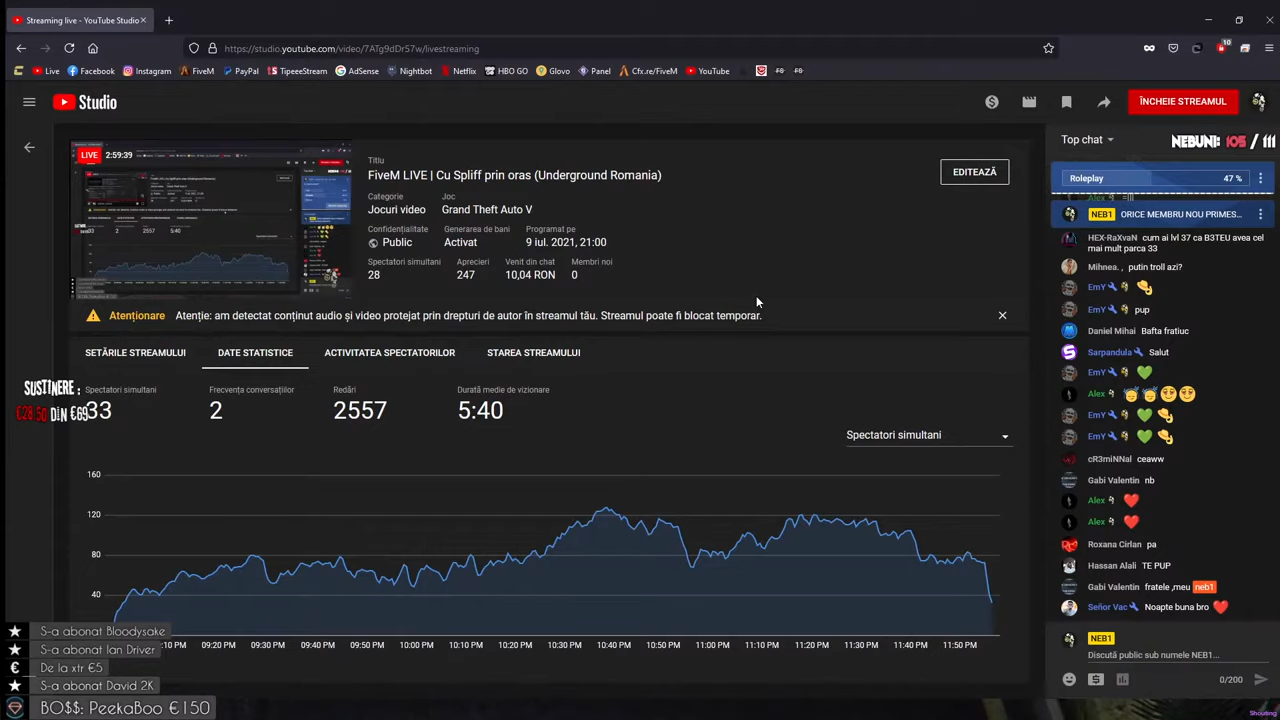 Streaming live - YouTube Studio
https://studio.youtube.com/video/7ATg9dDr57w/livestreaming
10
Live
Facebook
Instagram
FiveM
PayPal
TipeeeStream
AdSense
Nightbot
Netflix
HBO GO
Glovo
Panel
Cfx.re/FiveM
YouTube
Studio
ÎNCHEIE STREAMUL
LIVE 2:59:39
Titlu
FiveM LIVE | Cu Spliff prin oras (Underground Romania)
EDITEAZĂ
Categorie Joc
Jocuri video Grand Theft Auto V
Confidențialitate Generarea de bani Programat pe
Public Activat 9 iul. 2021, 21:00
Spectatori simultani Aprecieri Venit din chat Membri noi
28 247 10,04 RON 0
Atenționare Atenție: am detectat conținut audio și video protejat prin drepturi de autor în streamul tău. Streamul poate fi blocat temporar.
SETĂRILE STREAMULUI DATE STATISTICE ACTIVITATEA SPECTATORILOR STAREA STREAMULUI
Spectatori simultani Frecvența conversațiilor Redări Durată medie de vizionare
33 2 2557 5:40
SUSTINERE :
€28.50 DIN €69
Spectatori simultani
160
120
80
40
:10 PM 09:20 PM 09:30 PM 09:40 PM 09:50 PM 10:00 PM 10:10 PM 10:20 PM 10:30 PM 10:40 PM 10:50 PM 11:00 PM 11:10 PM 11:20 PM 11:30 PM 11:40 PM 11:50 PM
S-a abonat Bloodysake
S-a abonat Ian Driver
De la xtr €5
S-a abonat David 2K
BO$$: PeekaBoo €150
Top chat
NEBUNI: 105 / 111
Roleplay 47 %
NEB1 ORICE MEMBRU NOU PRIMES...
HEX-RaXvaN cum ai lvl 37 ca B3TEU avea cel
mai mult parca 33
Mihnea. , putin troll azi?
EmY
EmY pup
Daniel Mihai Bafta fratiuc
Sarpandula Salut
EmY
Alex
EmY
EmY
cR3miNNal ceaww
Gabi Valentin nb
Alex
Alex
Roxana Cirlan pa
Hassan Alali TE PUP
Gabi Valentin fratele ,meu neb1
Señor Vac Noapte buna bro
NEB1
Discută public sub numele NEB1...
0/200
Shouting